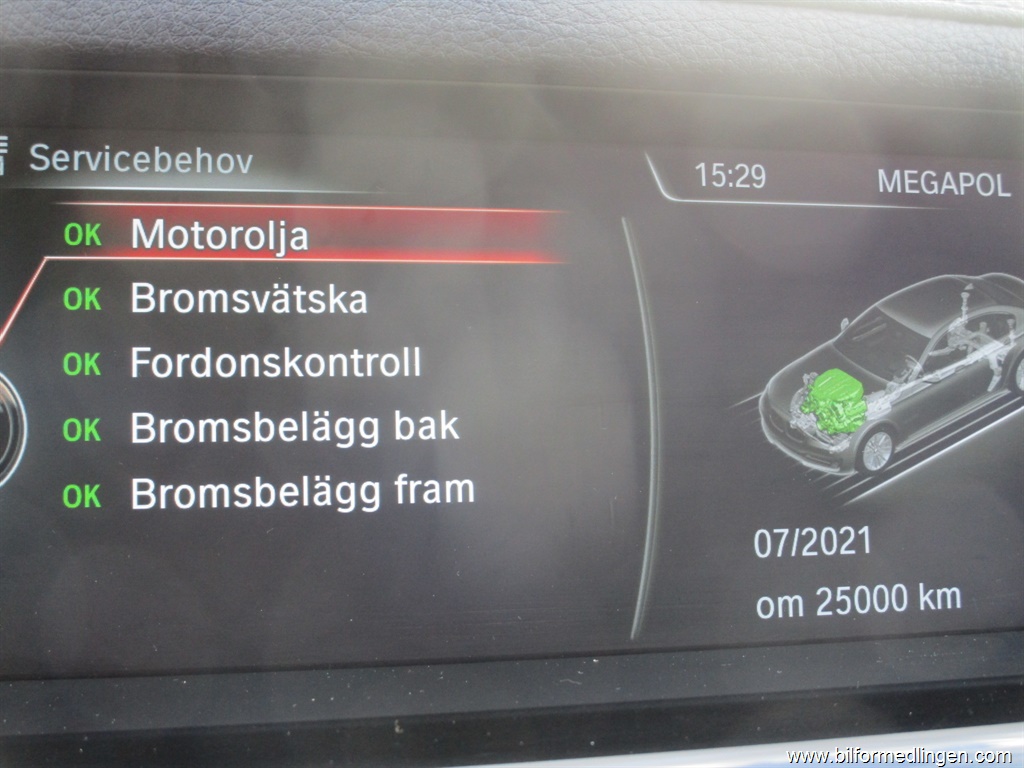 Servicebehov
15:29 MEGAPOL
OK Motorolja
OK Bromsvätska
OK Fordonskontroll
OK Bromsbelägg bak
OK Bromsbelägg fram
07/2021
om 25000 km
www.bilformedlingen.com